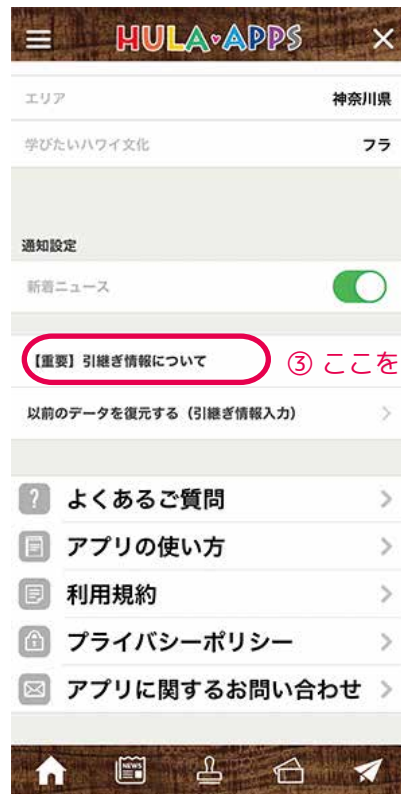 HULA♥APPS
エリア 神奈川県
学びたいハワイ文化 フラ
通知設定
新着ニュース
【重要】引継ぎ情報について ③ ここを
以前のデータを復元する（引継ぎ情報入力）
? よくあるご質問
アプリの使い方
利用規約
プライバシーポリシー
アプリに関するお問い合わせ
NEWS